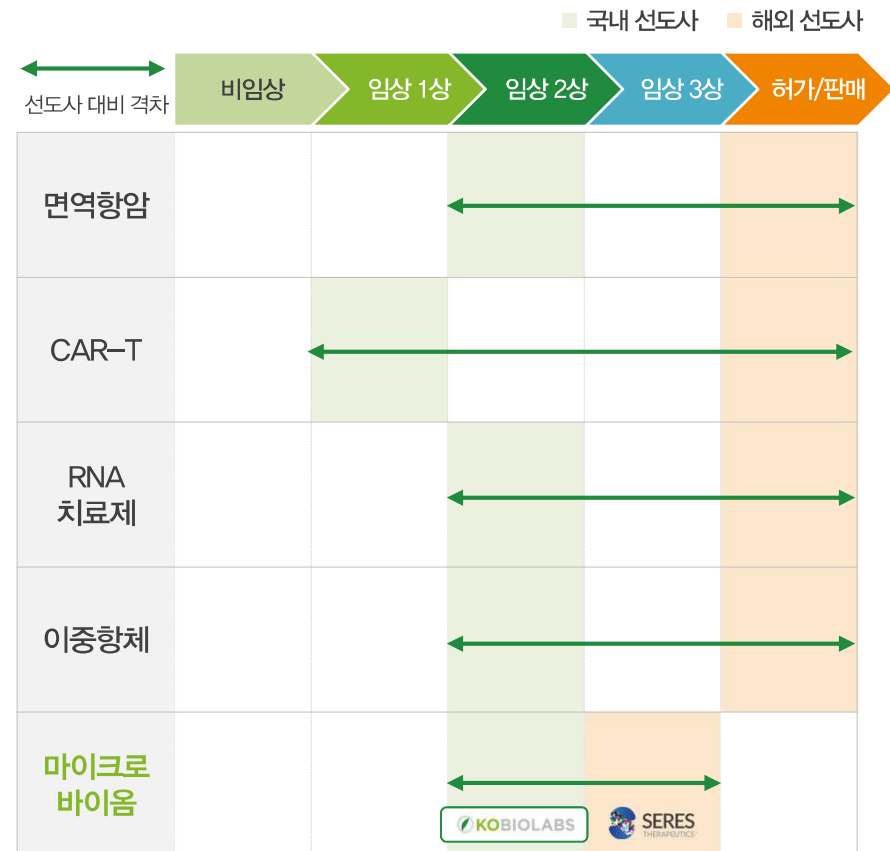 국내 선도사
해외 선도사
선도사 대비 격차
비임상
임상 1상
임상 2상
임상 3상
허가/판매
면역항암
CAR–T
RNA
치료제
이중항체
마이크로
바이옴
KOBIOLABS
SERES
THERAPEUTICS